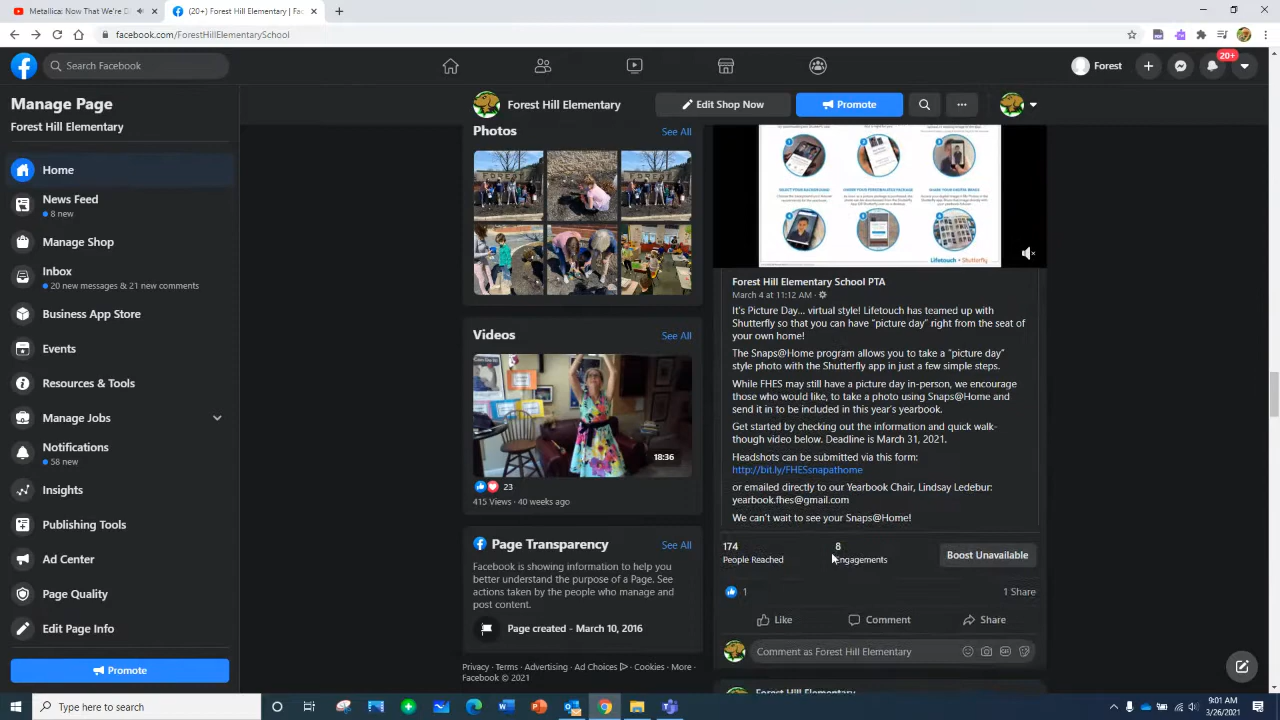 Metallica: Now That We're D
(20+) Forest Hill Elementary | Fac
facebook.com/ForestHillElementarySchool
Search Facebook
Forest
20+
Manage Page
Forest Hill Elementary
Edit Shop Now
Promote
Forest Hill Elem
Home
News Feed
8 new
Manage Shop
Inbox
20 new messages & 21 new comments
Business App Store
Events
Resources & Tools
Manage Jobs
Notifications
58 new
Insights
Publishing Tools
Ad Center
Page Quality
Edit Page Info
Promote
Photos
Videos
See All
18:36
23
415 Views · 40 weeks ago
Page Transparency
See All
Facebook is showing information to help you
better understand the purpose of a Page. See
actions taken by the people who manage and
post content.
Page created - March 10, 2016
Privacy · Terms · Advertising · Ad Choices · Cookies · More ·
Facebook © 2021
Lifetouch • Shutterfly
Forest Hill Elementary School PTA
March 4 at 11:12 AM ·
It's Picture Day... virtual style! Lifetouch has teamed up with
Shutterfly so that you can have "picture day" right from the seat of
your own home!
The Snaps@Home program allows you to take a "picture day"
style photo with the Shutterfly app in just a few simple steps.
While FHES may still have a picture day in-person, we encourage
those who would like, to take a photo using Snaps@Home and
send it in to be included in this year's yearbook.
Get started by checking out the information and quick walk-
though video below. Deadline is March 31, 2021.
Headshots can be submitted via this form:
http://bit.ly/FHESsnapathome
or emailed directly to our Yearbook Chair, Lindsay Ledebur:
yearbook.fhes@gmail.com
We can't wait to see your Snaps@Home!
174
People Reached
8
Engagements
Boost Unavailable
1
1 Share
Like
Comment
Share
Comment as Forest Hill Elementary
Forest Hill Elementary
9:01 AM
3/26/2021